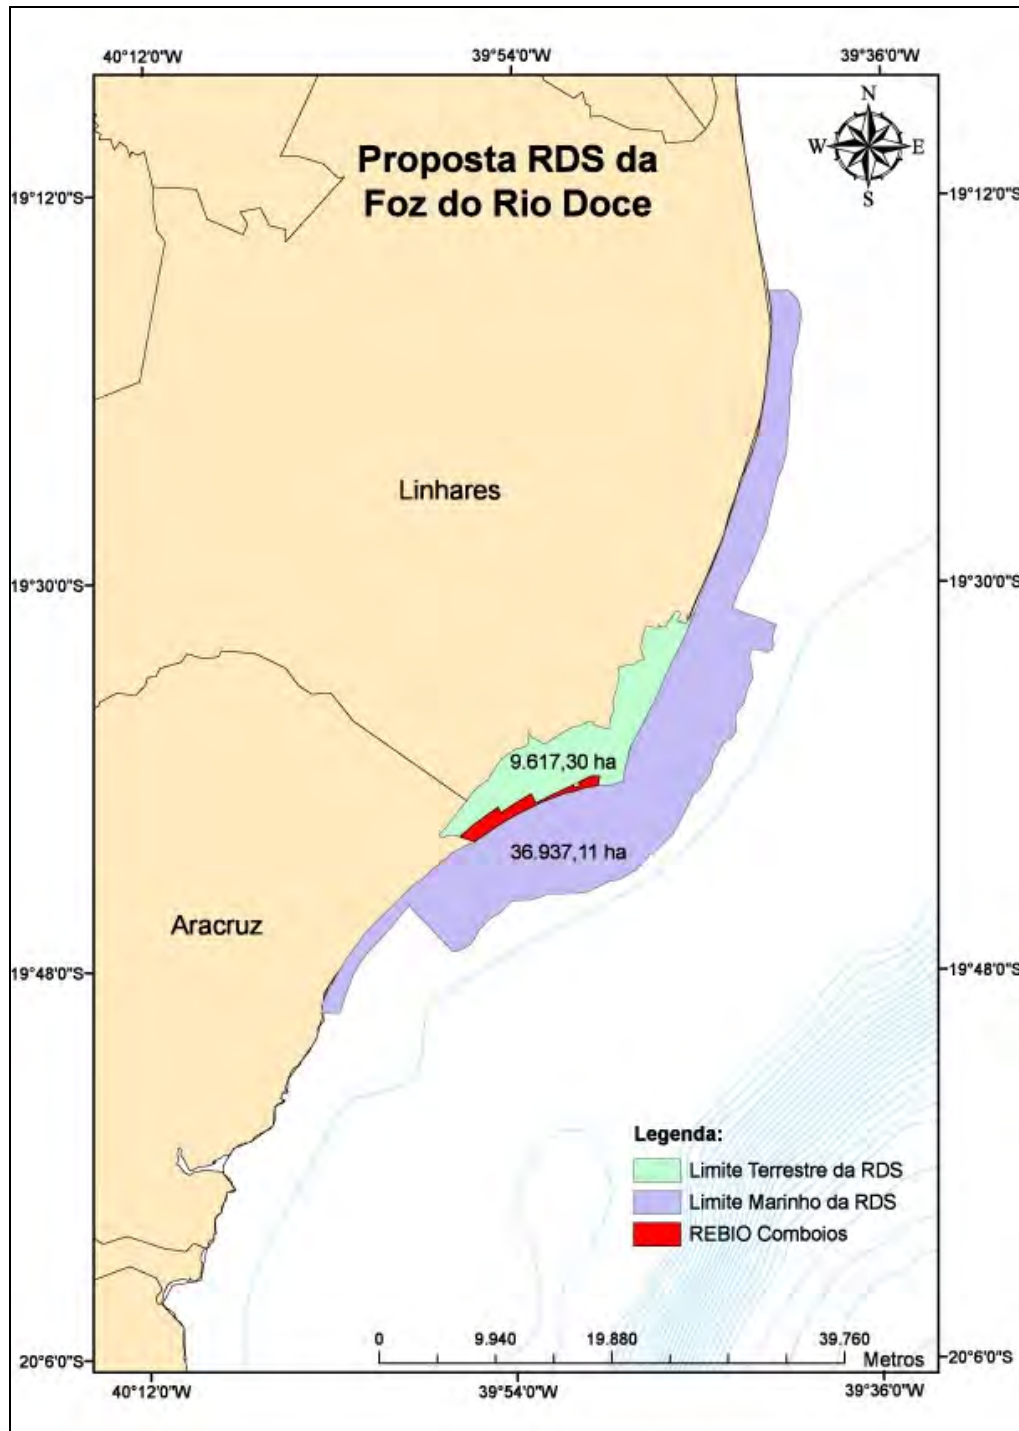 40°12'0"W
39°54'0"W
39°36'0"W
N
W
E
S
Proposta RDS da
Foz do Rio Doce
19°12'0"S
19°12'0"S
Linhares
19°30'0"S
19°30'0"S
9.617,30 ha
36.937,11 ha
Aracruz
19°48'0"S
19°48'0"S
Legenda:
Limite Terrestre da RDS
Limite Marinho da RDS
REBIO Comboios
0
9.940
19.880
39.760
Metros
20°6'0"S
20°6'0"S
40°12'0"W
39°54'0"W
39°36'0"W